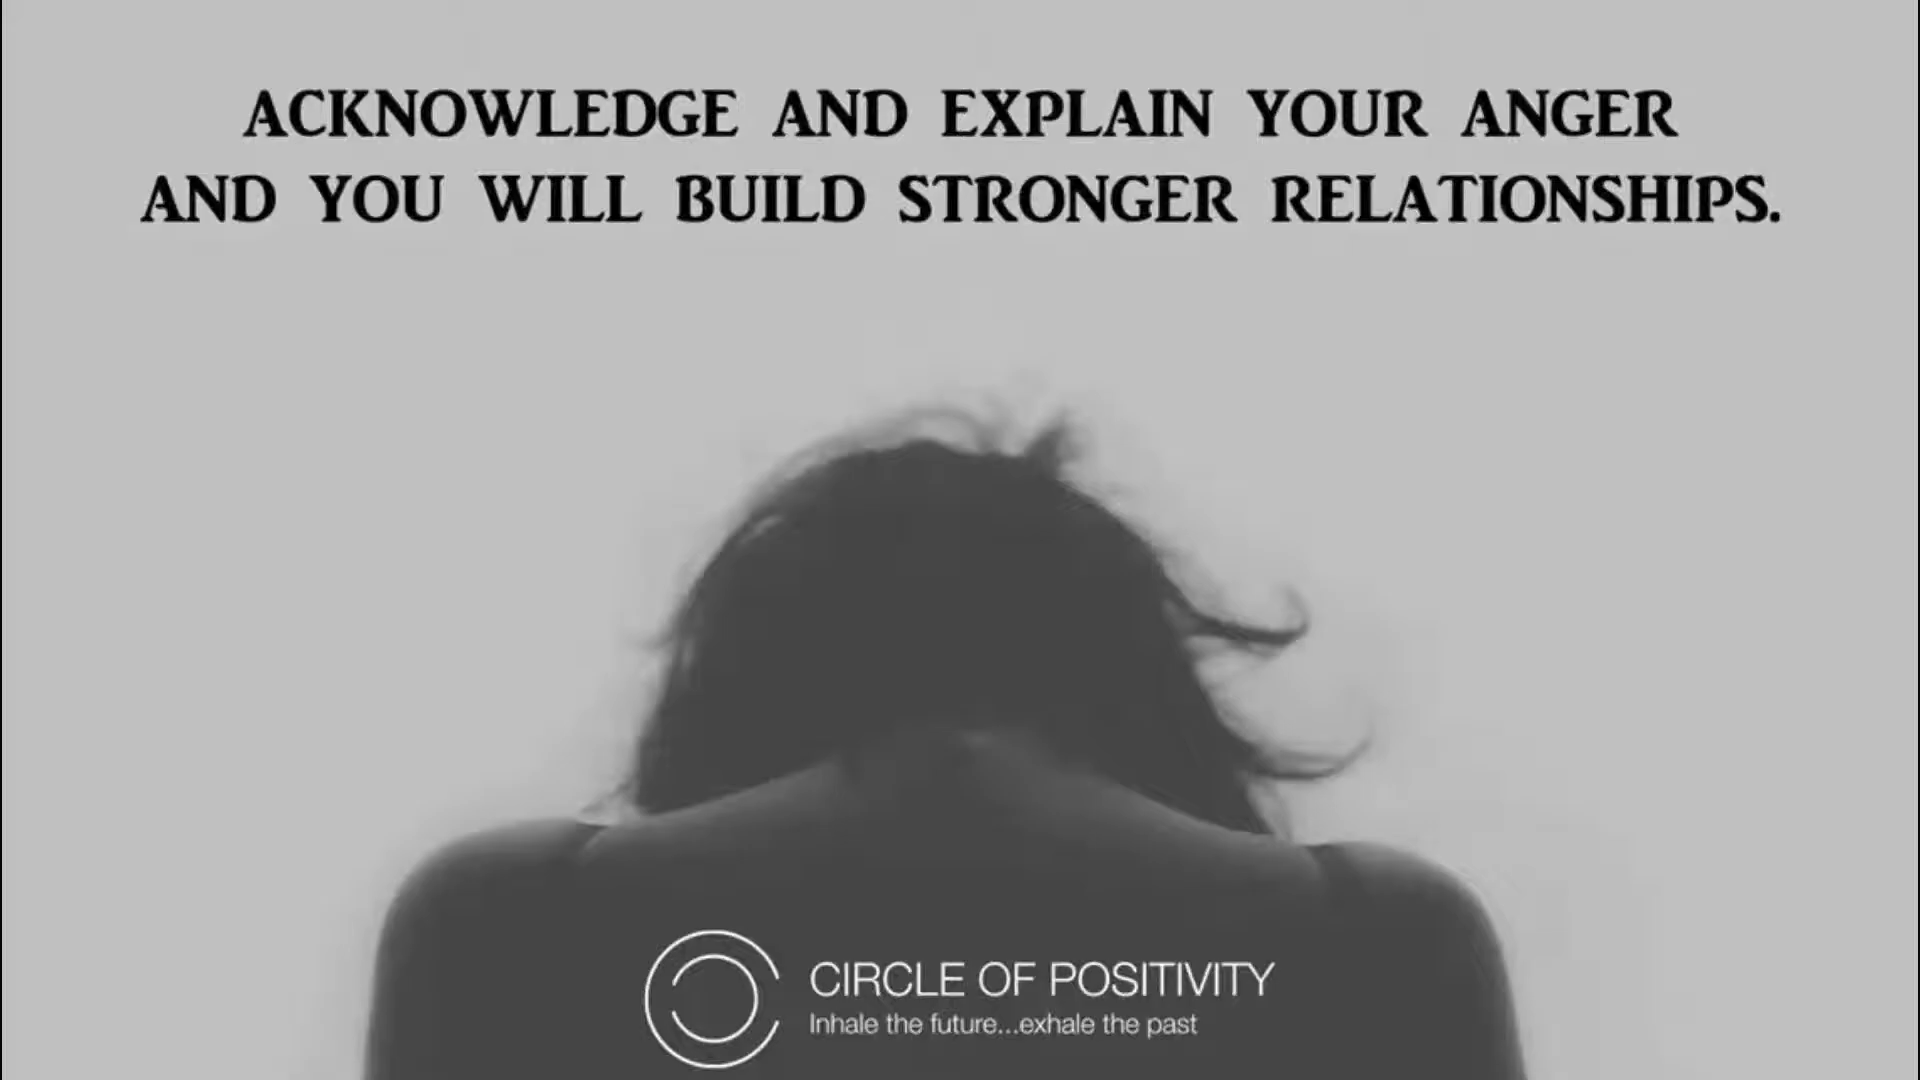 ACKNOWLEDGE AND EXPLAIN YOUR ANGER
AND YOU WILL BUILD STRONGER RELATIONSHIPS.
CIRCLE OF POSITIVITY
Inhale the future...exhale the past